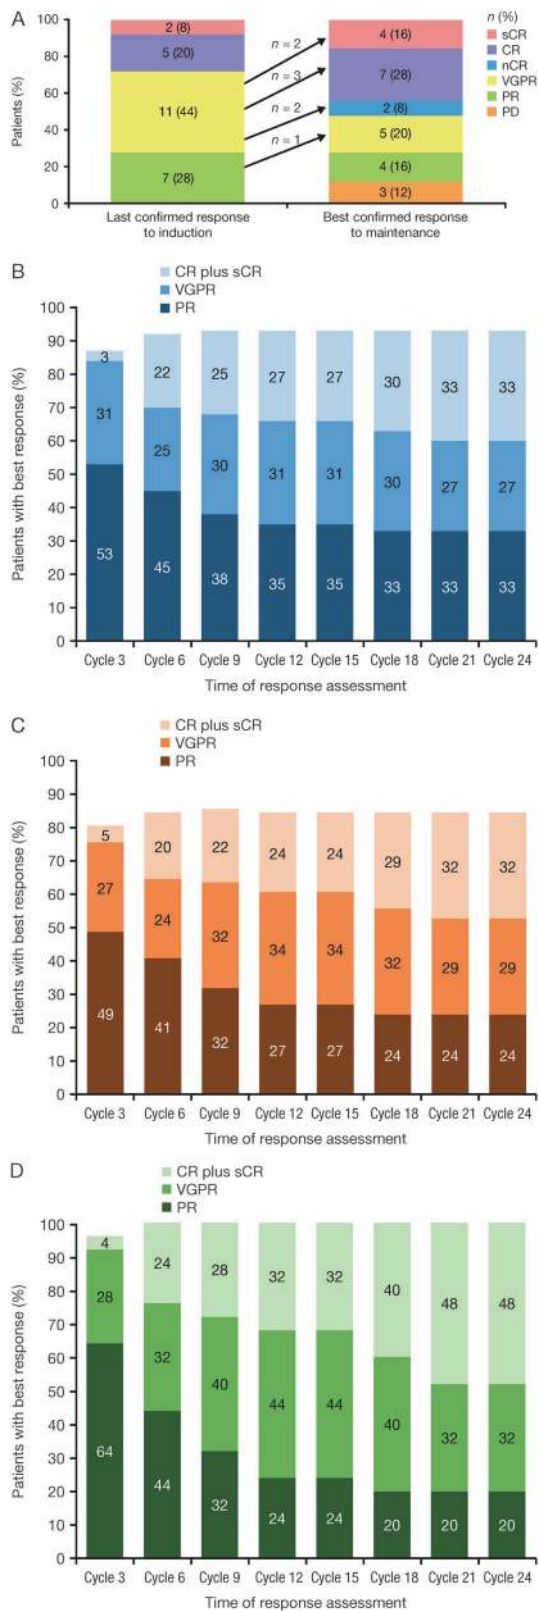 A
n (%)
sCR
CR
nCR
VGPR
PR
PD
Patients (%)
100
80
60
40
20
0
2 (8)
5 (20)
11 (44)
7 (28)
n = 2
n = 3
n = 2
n = 1
4 (16)
7 (28)
2 (8)
5 (20)
4 (16)
3 (12)
Last confirmed response
to induction
Best confirmed response
to maintenance
B
CR plus sCR
VGPR
PR
Patients with best response (%)
100
90
80
70
60
50
40
30
20
10
0
3
22 25 27 27 30 33 33
31 25 30 31 31 30 27 27
53 45 38 35 35 33 33 33
Cycle 3 Cycle 6 Cycle 9 Cycle 12 Cycle 15 Cycle 18 Cycle 21 Cycle 24
Time of response assessment
C
CR plus sCR
VGPR
PR
Patients with best response (%)
100
90
80
70
60
50
40
30
20
10
0
5 20 22 24 24 29 32 32
27 24 32 34 34 32 29 29
49 41 32 27 27 24 24 24
Cycle 3 Cycle 6 Cycle 9 Cycle 12 Cycle 15 Cycle 18 Cycle 21 Cycle 24
Time of response assessment
D
CR plus sCR
VGPR
PR
Patients with best response (%)
100
90
80
70
60
50
40
30
20
10
0
4 24 28 32 32 40 48 48
28 32 40 44 44 40 32 32
64 44 32 24 24 20 20 20
Cycle 3 Cycle 6 Cycle 9 Cycle 12 Cycle 15 Cycle 18 Cycle 21 Cycle 24
Time of response assessment